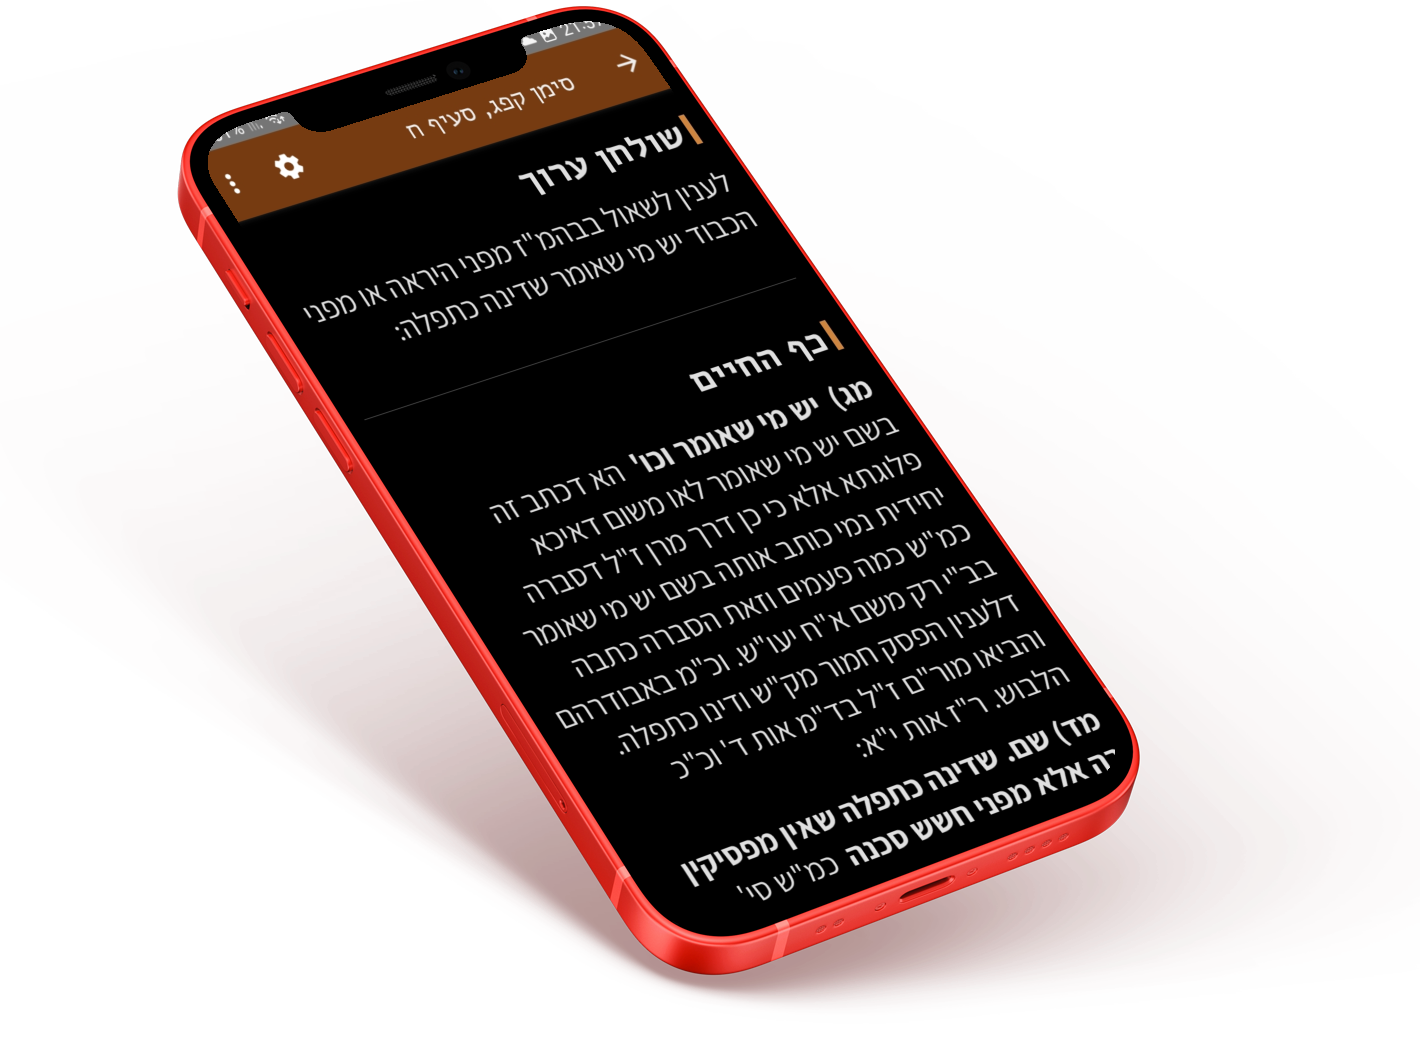 סימן קפג, סעיף ח
שולחן ערוך
לענין לשאול בבהמ"ז מפני היראה או מפני
הכבוד יש מי שאומר שדינה כתפלה:
כף החיים
מג) יש מי שאומר וכו' הא דכתב זה
בשם יש מי שאומר לאו משום דאיכא
פלוגתא אלא כי כן דרך מרן ז"ל דסברה
יחידית נמי כותב אותה בשם יש מי שאומר
כמ"ש כמה פעמים וזאת הסברה כתבה
בב"י רק משם א"ח יעו"ש. וכ"מ באבודרהם
דלענין הפסק חמור מק"ש ודינו כתפלה.
והביאו מור"ם ז"ל בד"מ אות ד' וכ"כ
הלבוש. ר"ז אות י"א:
מד) שם. שדינה כתפלה שאין מפסיקין
אלא מפני חשש סכנה כמ"ש סי'